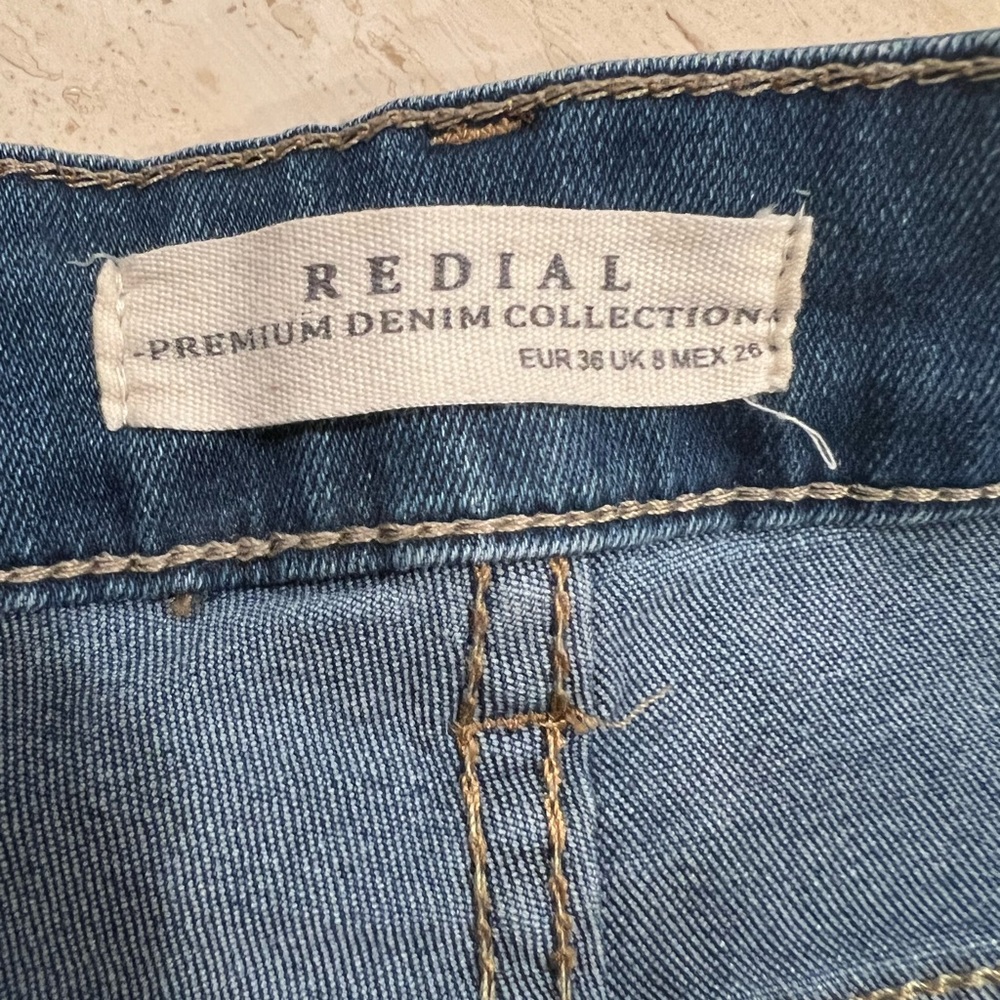 REDIAL
-PREMIUM DENIM COLLECTION-
EUR 36 UK 8 MEX 26